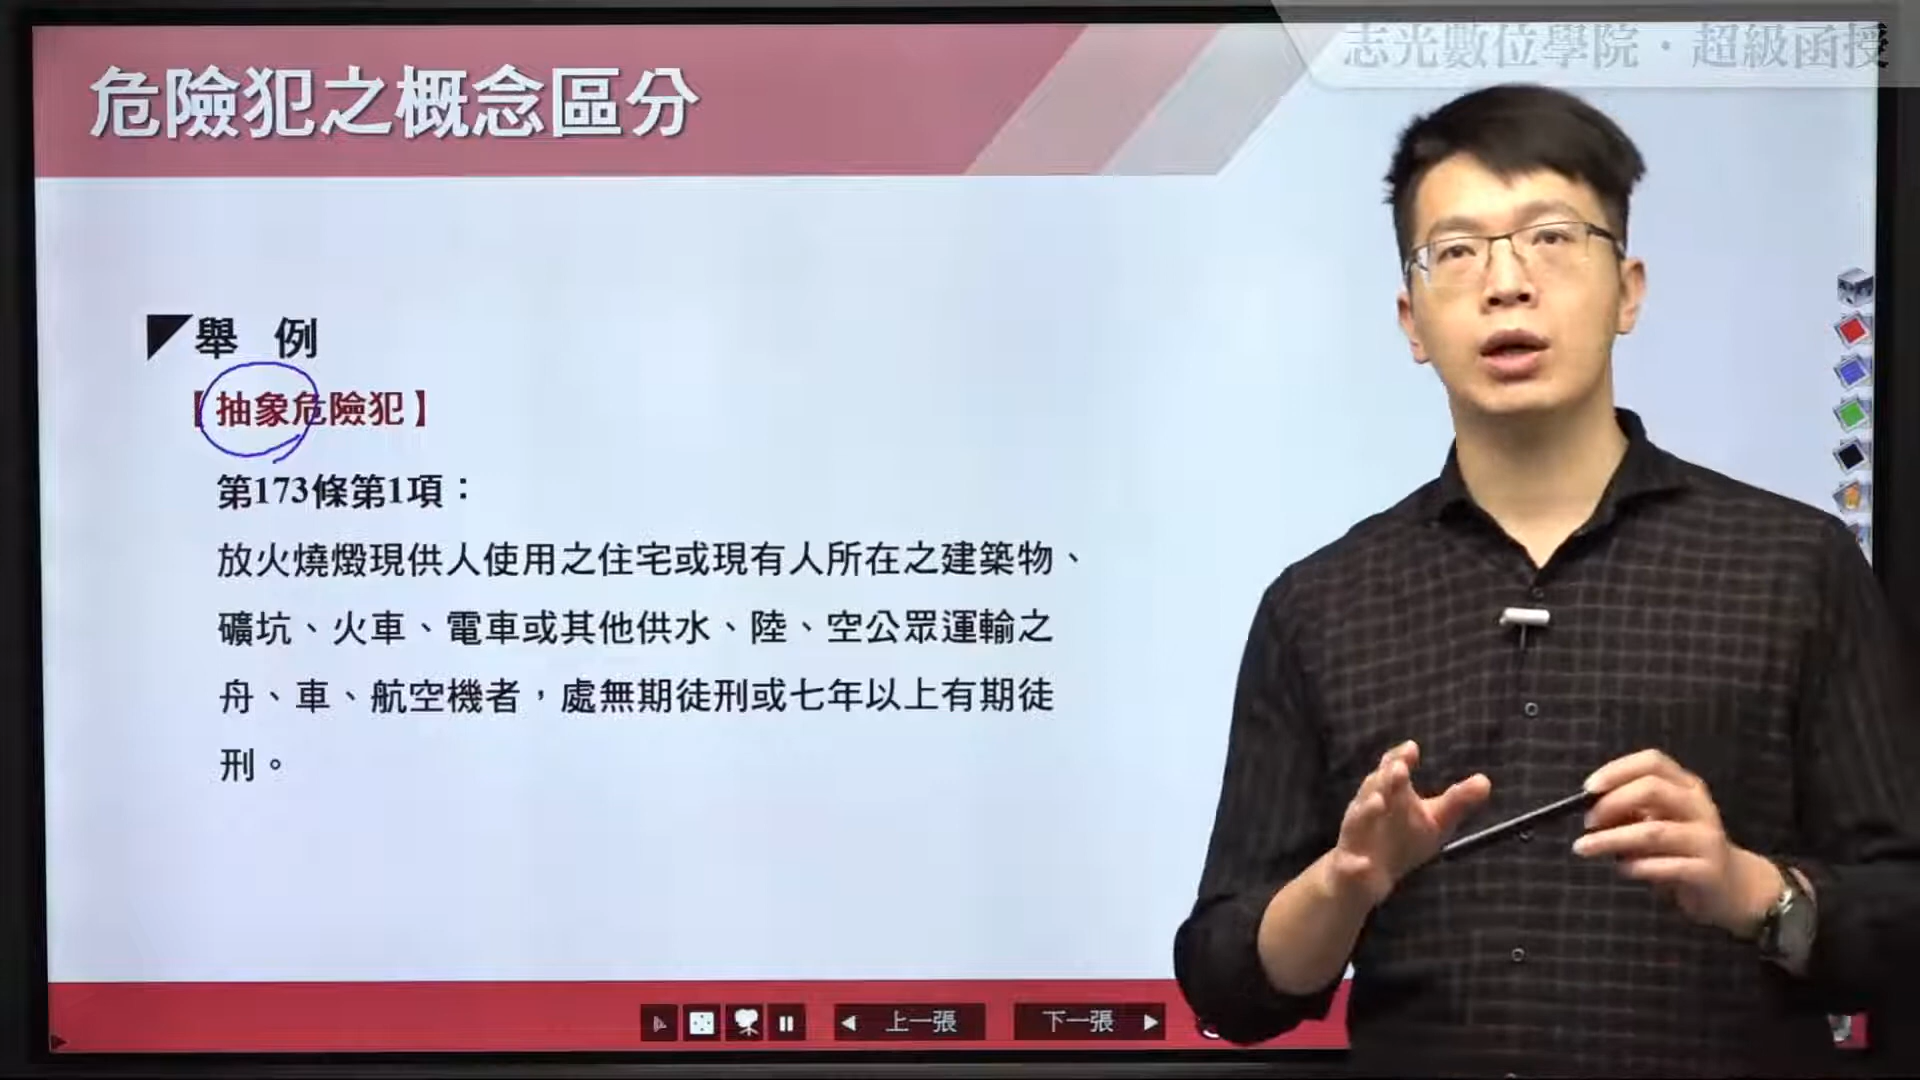 志光數位學院・超級函授
危險犯之概念區分
舉 例
【抽象危險犯】
第173條第1項：
放火燒燬現供人使用之住宅或現有人所在之建築物、
礦坑、火車、電車或其他供水、陸、空公眾運輸之
舟、車、航空機者，處無期徒刑或七年以上有期徒
刑。
上一張
下一張